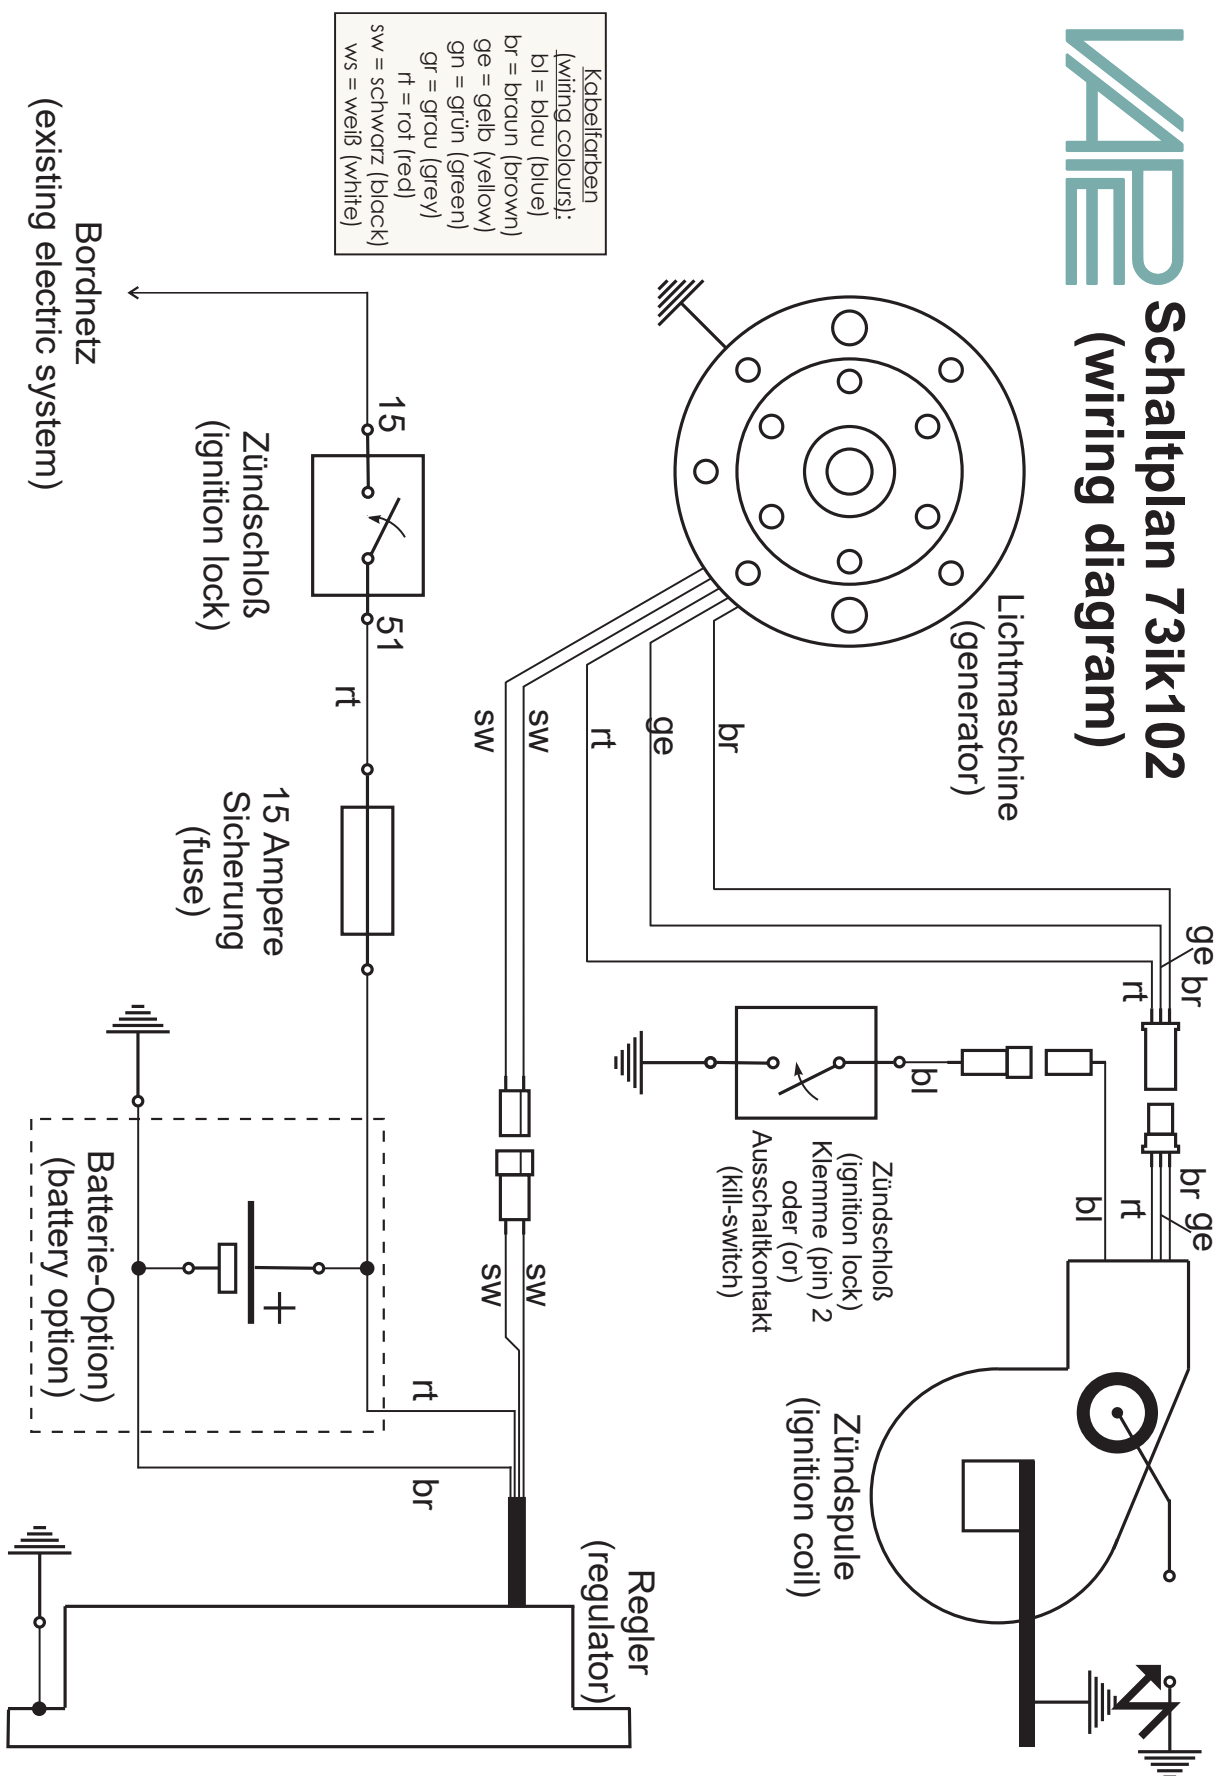 VAPE
Schaltplan 73ik102
(wiring diagram)
Lichtmaschine
(generator)
br
ge
rt
sw
sw
ge
br
rt
br
ge
rt
bl
bl
Zündschloß
(ignition lock)
Klemme (pin) 2
oder (or)
Ausschaltkontakt
(kill-switch)
Zündspule
(ignition coil)
Kabelfarben
(wiring colours):
bl = blau (blue)
br = braun (brown)
ge = gelb (yellow)
gn = grün (green)
gr = grau (grey)
rt = rot (red)
sw = schwarz (black)
ws = weiß (white)
sw
sw
15
51
rt
Zündschloß
(ignition lock)
15 Ampere
Sicherung
(fuse)
rt
br
+
Batterie-Option)
(battery option)
Regler
(regulator)
Bordnetz
(existing electric system)